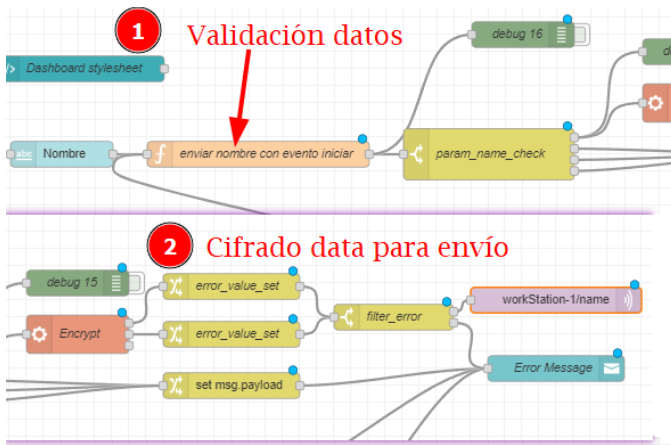 1 Validación datos
debug 16
Dashboard stylesheet
abc Nombre
f enviar nombre con evento iniciar
param_name_check
2 Cifrado data para envío
debug 15
error_value_set
workStation-1/name
Encrypt
error_value_set
filter_error
set msg.payload
Error Message